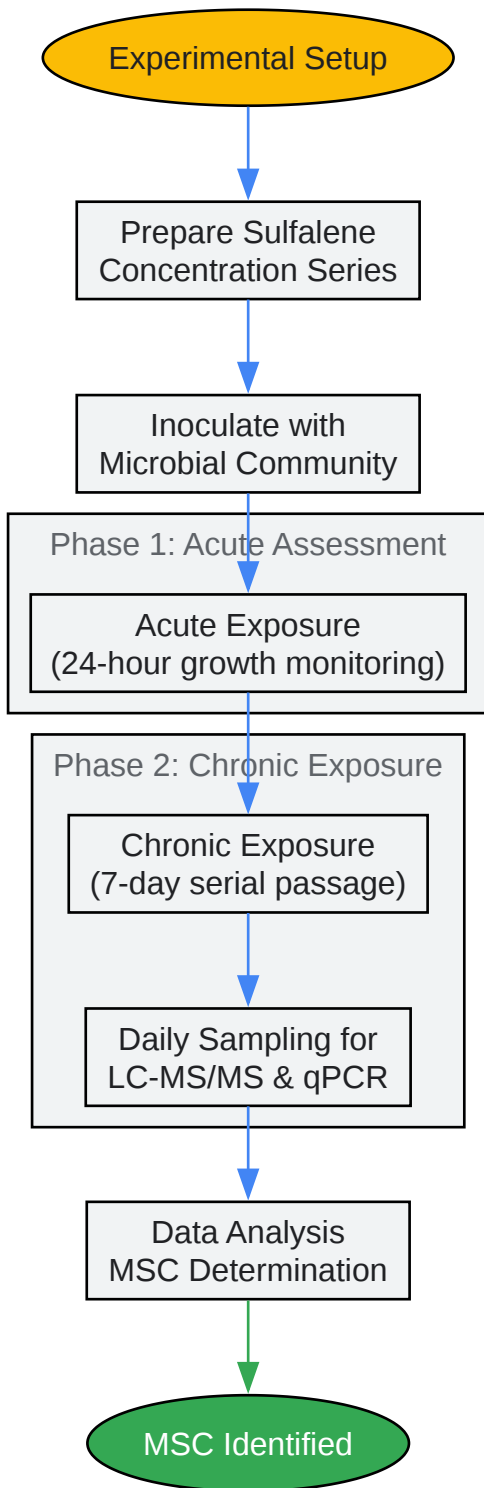 Experimental Setup
Prepare Sulfalene
Concentration Series
Inoculate with
Microbial Community
Phase 1: Acute Assessment
Acute Exposure
(24-hour growth monitoring)
Phase 2: Chronic Exposure
Chronic Exposure
(7-day serial passage)
Daily Sampling for
LC-MS/MS & qPCR
Data Analysis
MSC Determination
MSC Identified